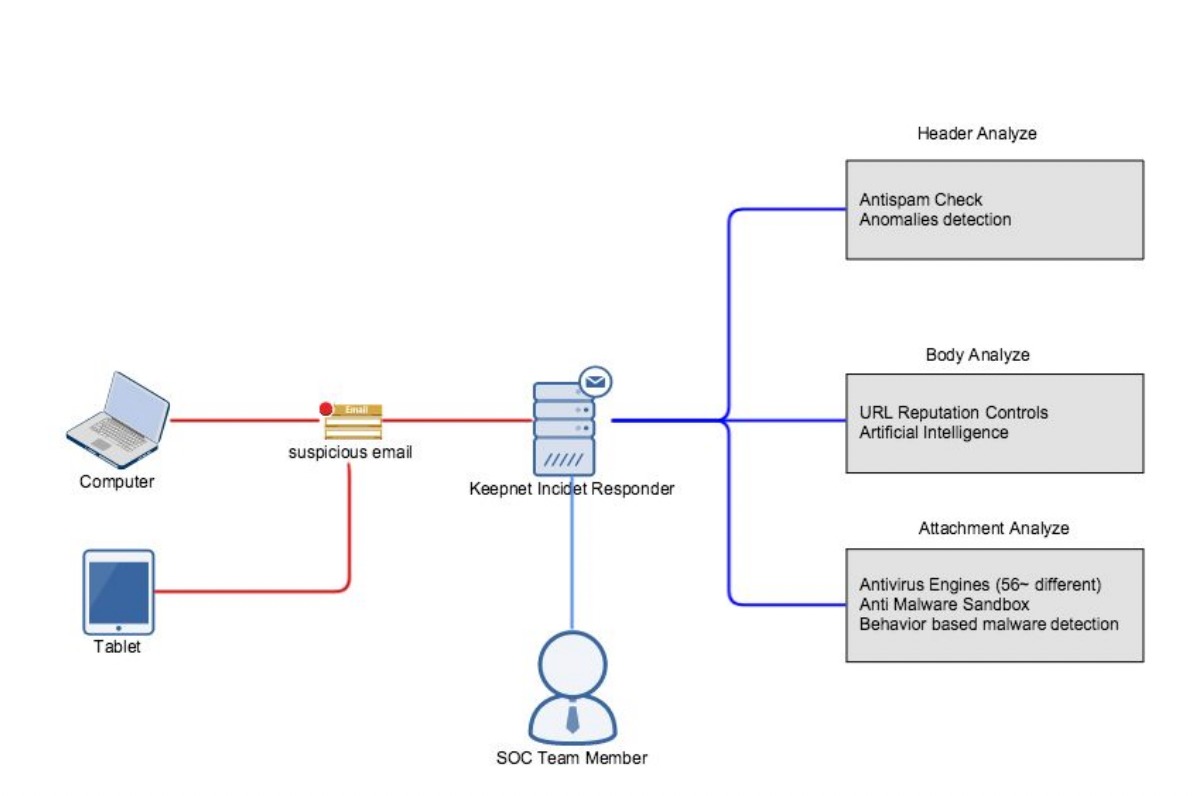 Header Analyze
Antispam Check
Anomalies detection
Body Analyze
URL Reputation Controls
Artificial Intelligence
Email
suspicious email
Computer
Keepnet Incidet Responder
Attachment Analyze
Antivirus Engines (56~ different)
Anti Malware Sandbox
Behavior based malware detection
Tablet
SOC Team Member